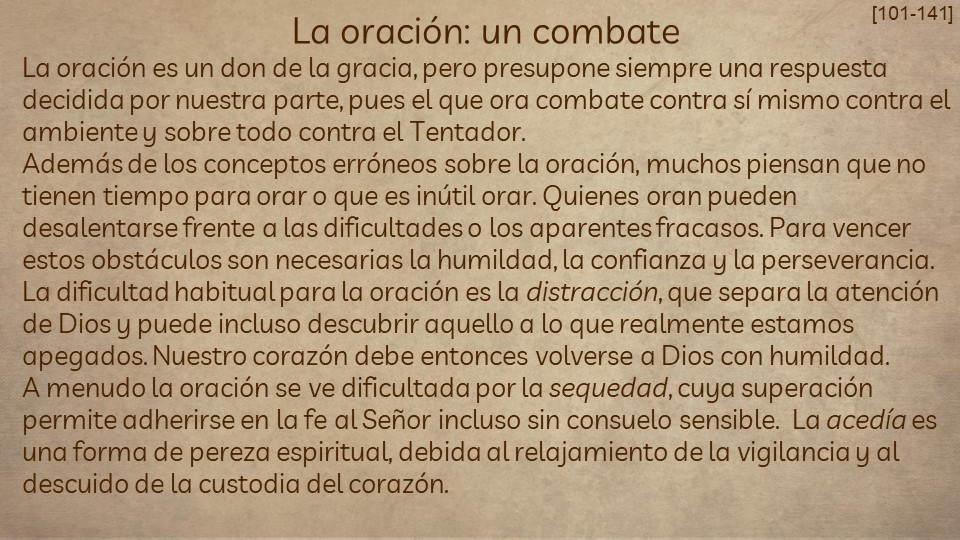 [101-141]
La oración: un combate
La oración es un don de la gracia, pero presupone siempre una respuesta
decidida por nuestra parte, pues el que ora combate contra sí mismo contra el
ambiente y sobre todo contra el Tentador.
Además de los conceptos erróneos sobre la oración, muchos piensan que no
tienen tiempo para orar o que es inútil orar. Quienes oran pueden
desalentarse frente a las dificultades o los aparentes fracasos. Para vencer
estos obstáculos son necesarias la humildad, la confianza y la perseverancia.
La dificultad habitual para la oración es la distracción, que separa la atención
de Dios y puede incluso descubrir aquello a lo que realmente estamos
apegados. Nuestro corazón debe entonces volverse a Dios con humildad.
A menudo la oración se ve dificultada por la sequedad, cuya superación
permite adherirse en la fe al Señor incluso sin consuelo sensible. La acedía es
una forma de pereza espiritual, debida al relajamiento de la vigilancia y al
descuido de la custodia del corazón.